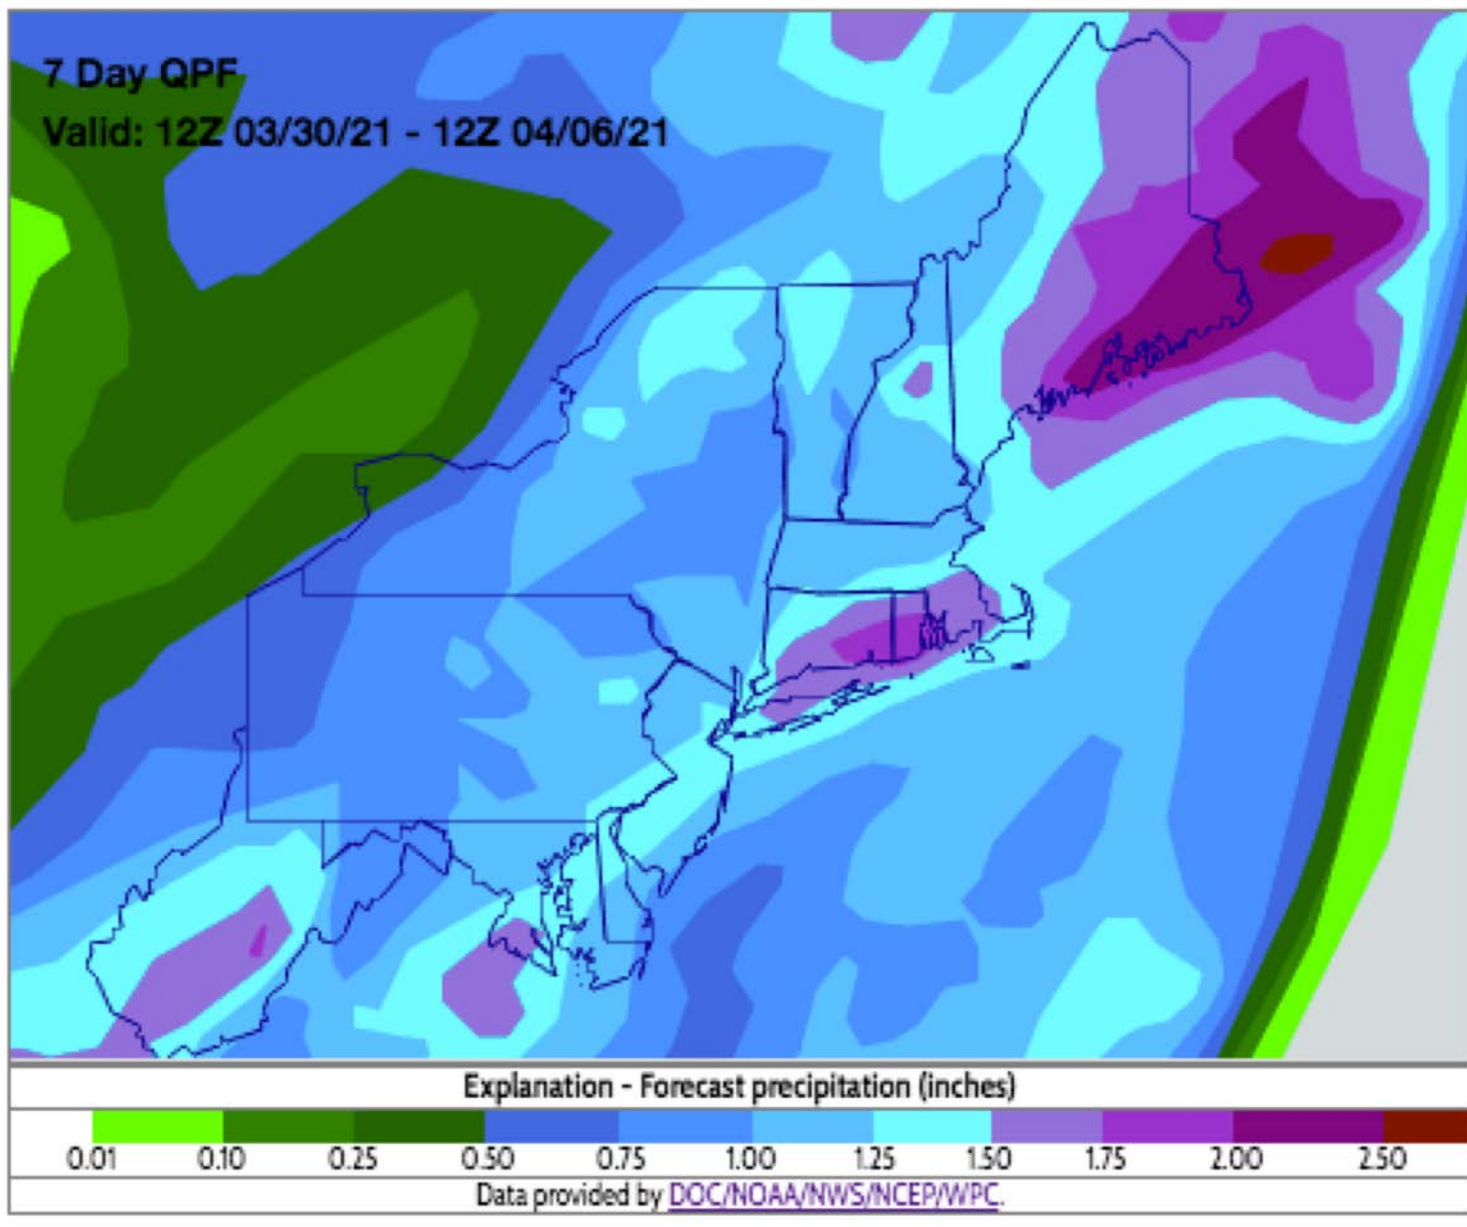 7 Day QPF
Valid: 12Z 03/30/21 - 12Z 04/06/21
Explanation - Forecast precipitation (inches)
0.01 0.10 0.25 0.50 0.75 1.00 1.25 1.50 1.75 2.00 2.50
Data provided by DOC/NOAA/NWS/NCEP/WPC.